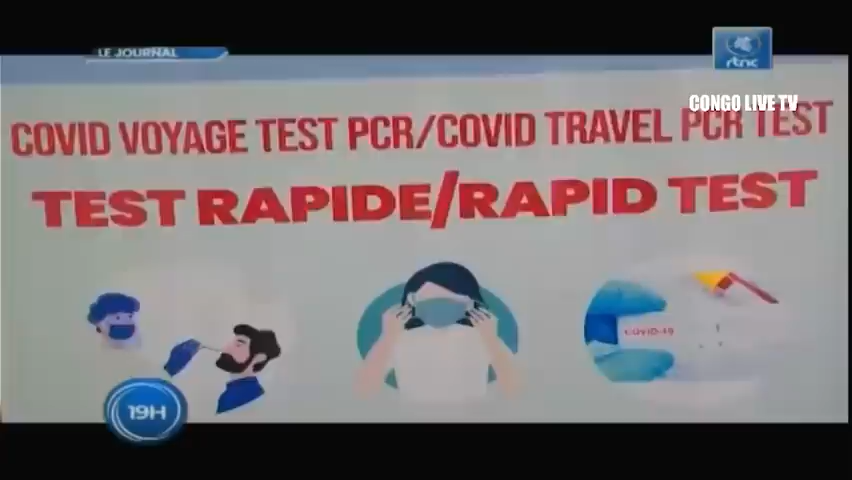 LE JOURNAL
rtnc
CONGO LIVE TV
COVID VOYAGE TEST PCR/COVID TRAVEL PCR TEST
TEST RAPIDE/RAPID TEST
COVID-19
19H